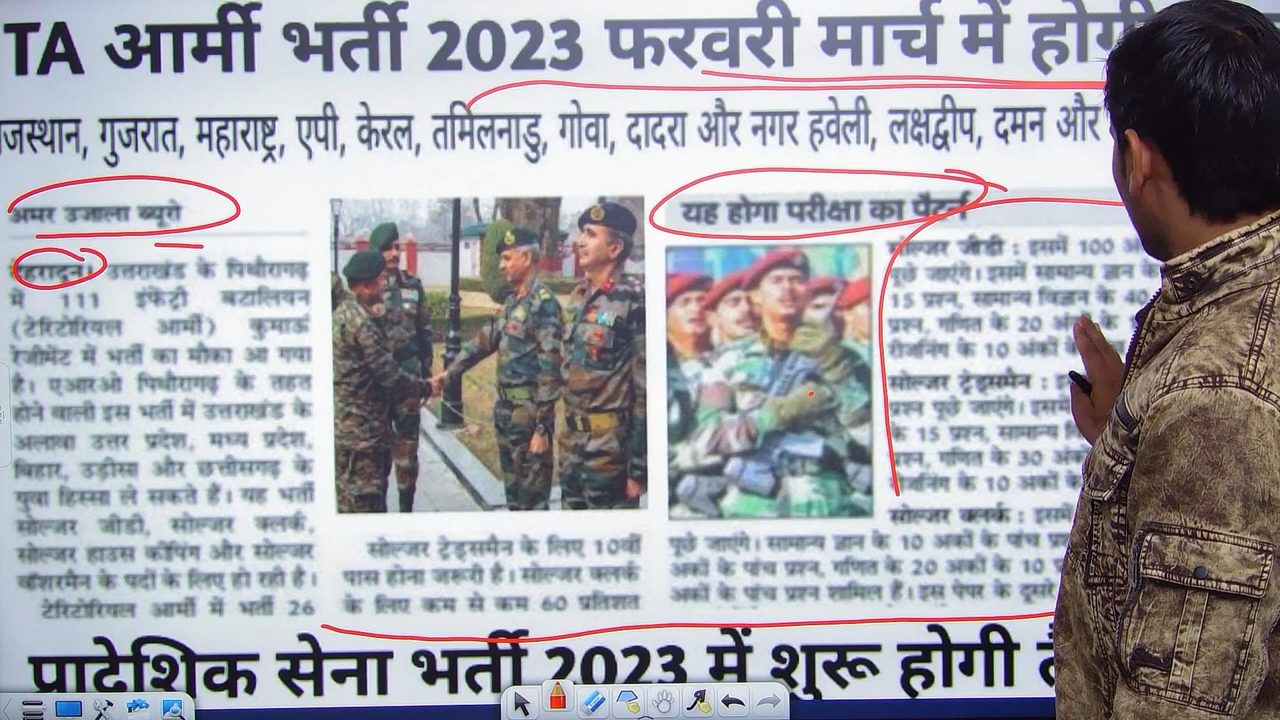 TA आर्मी भर्ती 2023 फरवरी मार्च में होगी
जस्थान, गुजरात, महाराष्ट्र, एपी, केरल, तमिलनाडु, गोवा, दादरा और नगर हवेली, लक्षद्वीप, दमन और
अमर उजाला ब्यूरो
देहरादून। उत्तराखंड के पिथौरागढ़
में 111 इंफेंट्री बटालियन
(टेरिटोरियल आर्मी) कुमाऊं
रेजीमेंट में भर्ती का मौका आ गया
है। एआरओ पिथौरागढ़ के तहत
होने वाली इस भर्ती में उत्तराखंड के
अलावा उत्तर प्रदेश, मध्य प्रदेश,
बिहार, उड़ीसा और छत्तीसगढ़ के
युवा हिस्सा ले सकते हैं। यह भर्ती
सोल्जर जीडी, सोल्जर क्लर्क,
सोल्जर हाउस कीपिंग और सोल्जर
वॉशरमैन के पदों के लिए हो रही है।
टेरिटोरियल आर्मी में भर्ती 26
सोल्जर ट्रेड्समैन के लिए 10वीं
पास होना जरूरी है। सोल्जर क्लर्क
के लिए कम से कम 60 प्रतिशत
यह होगा परीक्षा का पैटर्न
सोल्जर जीडी : इसमें 100 अं
पूछे जाएंगे। इसमें सामान्य ज्ञान के
15 प्रश्न, सामान्य विज्ञान के 40
प्रश्न, गणित के 20 अंकों के
रीजनिंग के 10 अंकों
सोल्जर ट्रेड्समैन :
प्रश्न पूछे जाएंगे। इसमें
के 15 प्रश्न, सामान्य
प्रश्न, गणित के 30 अंकों
रीजनिंग के 10 अंकों के
सोल्जर क्लर्क : इसमें
पूछे जाएंगे। सामान्य ज्ञान के 10 अंकों के पांच
अंकों के पांच प्रश्न, गणित के 20 अंकों के 10
अंकों के पांच प्रश्न शामिल हैं। इस पेपर के दूसरे
प्रादेशिक सेना भर्ती 2023 में शुरू होगी